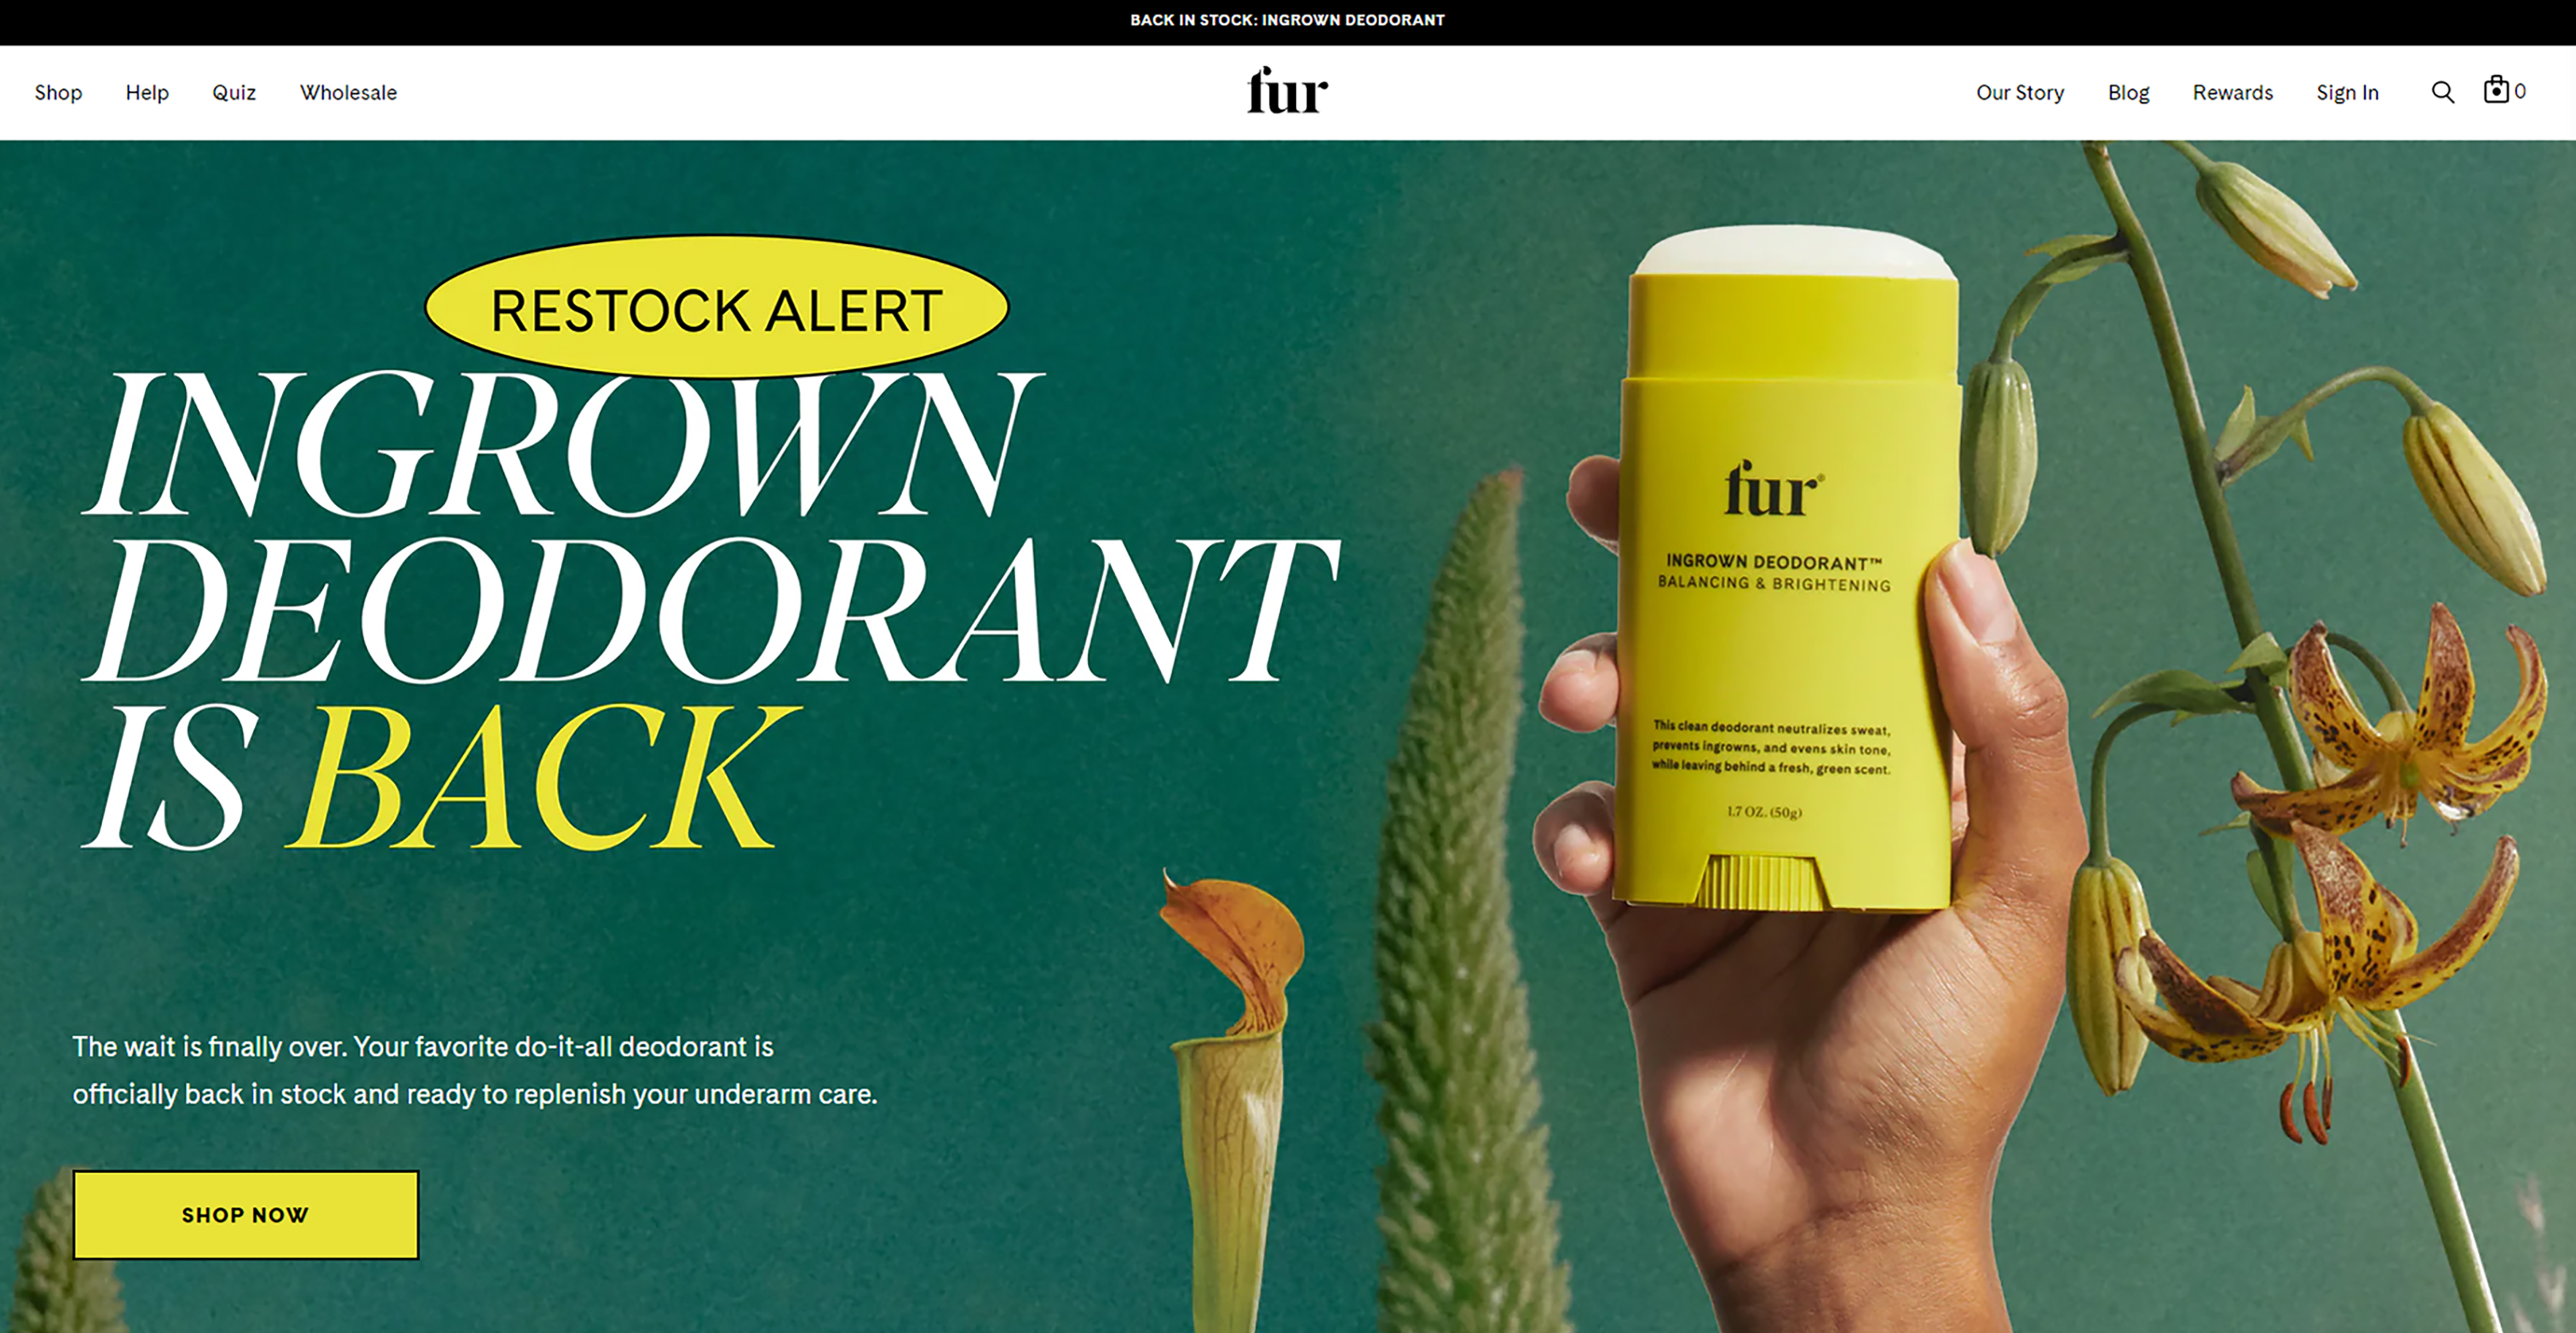 BACK IN STOCK: INGROWN DEODORANT
Shop Help Quiz Wholesale fur Our Story Blog Rewards Sign In 0
RESTOCK ALERT
INGROWN
DEODORANT
IS BACK
The wait is finally over. Your favorite do-it-all deodorant is
officially back in stock and ready to replenish your underarm care.
SHOP NOW
fur®
INGROWN DEODORANT™
BALANCING & BRIGHTENING
This clean deodorant neutralizes sweat,
prevents ingrowns, and evens skin tone,
while leaving behind a fresh, green scent.
1.7 OZ. (50g)